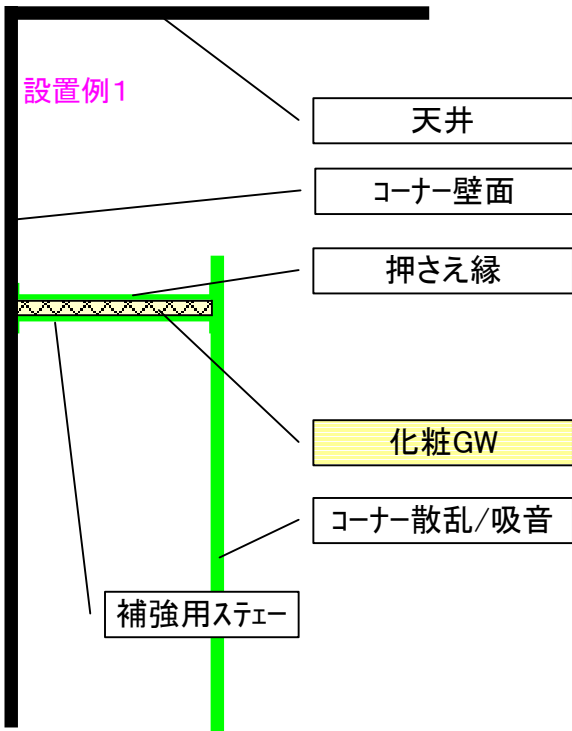 設置例１
天井
コーナー壁面
押さえ縁
化粧GW
コーナー散乱/吸音
補強用ステェー